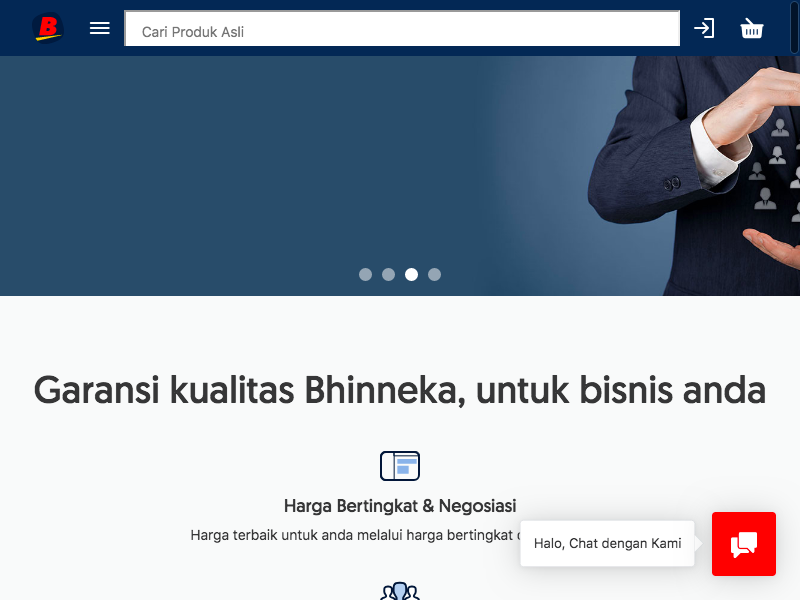 B
Cari Produk Asli
Garansi kualitas Bhinneka, untuk bisnis anda
Harga Bertingkat & Negosiasi
Harga terbaik untuk anda melalui harga bertingkat
Halo, Chat dengan Kami